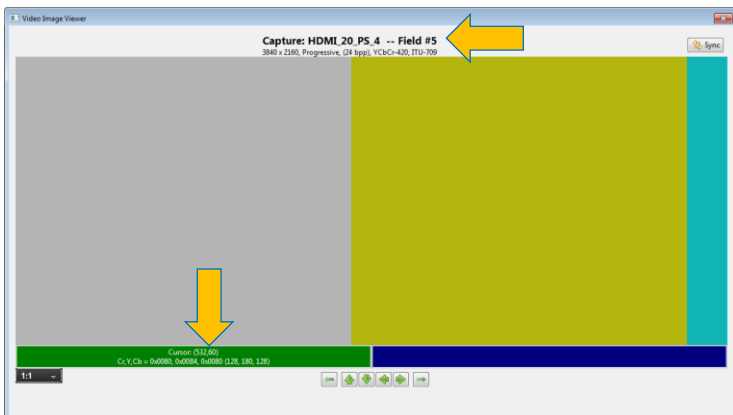 Video Image Viewer
Capture: HDMI_20_PS_4 -- Field #5
3840 x 2160, Progressive, (24 bpp), YCbCr-420, ITU-709
Sync
Cursor: (532,60)
Cr,Y,Cb = 0x0080, 0x0084, 0x0080 (128, 180, 128)
1:1